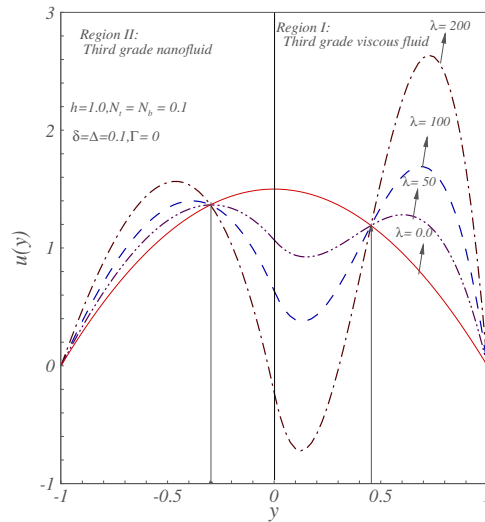 3
Region II:
Third grade nanofluid
Region I:
Third grade viscous fluid
λ= 200
h=1.0,N_t = N_b = 0.1
δ=Δ=0.1,Γ= 0
2
λ= 100
λ= 50
λ= 0.0
1
u(y)
0
-1
-1
-0.5
0
0.5
1
y